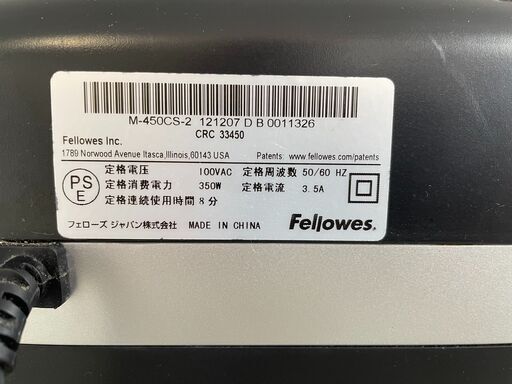 M-450CS-2 121207 D B 0011326
CRC 33450
Fellowes Inc.
1789 Norwood Avenue Itasca,Illinois,60143 USA Patents: www.fellowes.com/patents
PS
E
定格電圧 100VAC 定格周波数 50/60 HZ
定格消費電力 350W 定格電流 3.5A
定格連続使用時間 8 分
フェローズ ジャパン株式会社 MADE IN CHINA Fellowes.